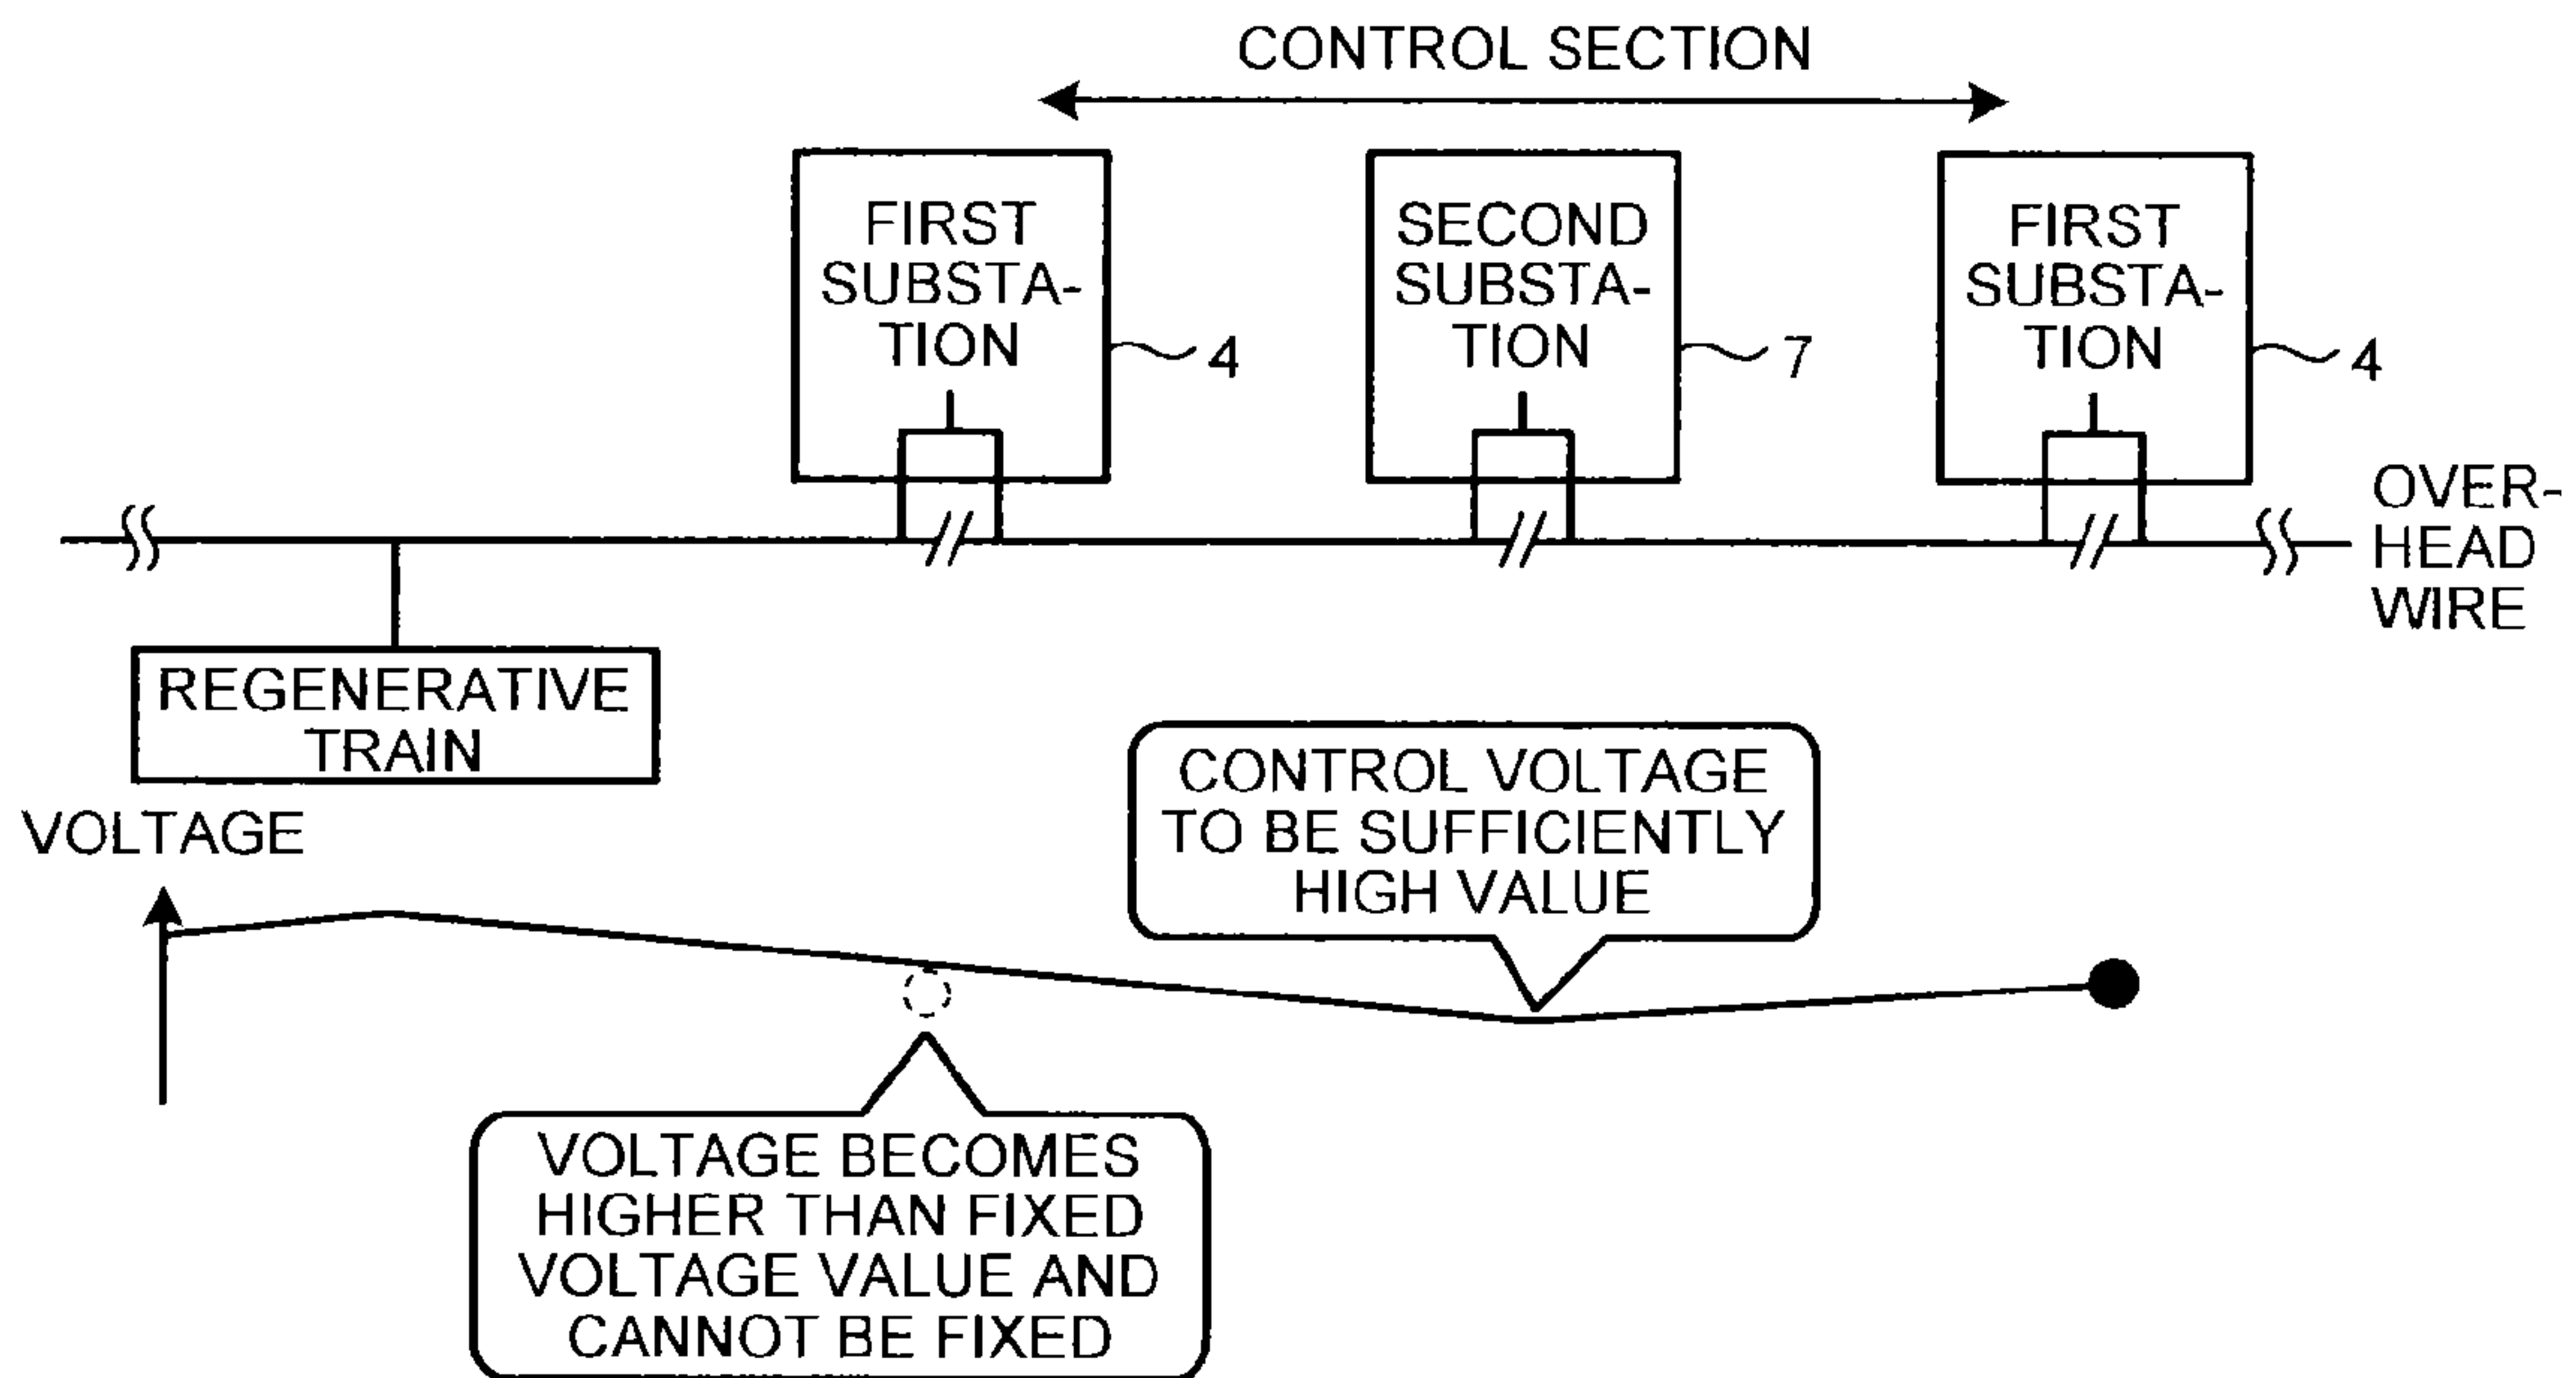 CONTROL SECTION
FIRST
SUBSTA-
TION
4
SECOND
SUBSTA-
TION
7
FIRST
SUBSTA-
TION
4
OVER-
HEAD
WIRE
REGENERATIVE
TRAIN
VOLTAGE
CONTROL VOLTAGE
TO BE SUFFICIENTLY
HIGH VALUE
VOLTAGE BECOMES
HIGHER THAN FIXED
VOLTAGE VALUE AND
CANNOT BE FIXED